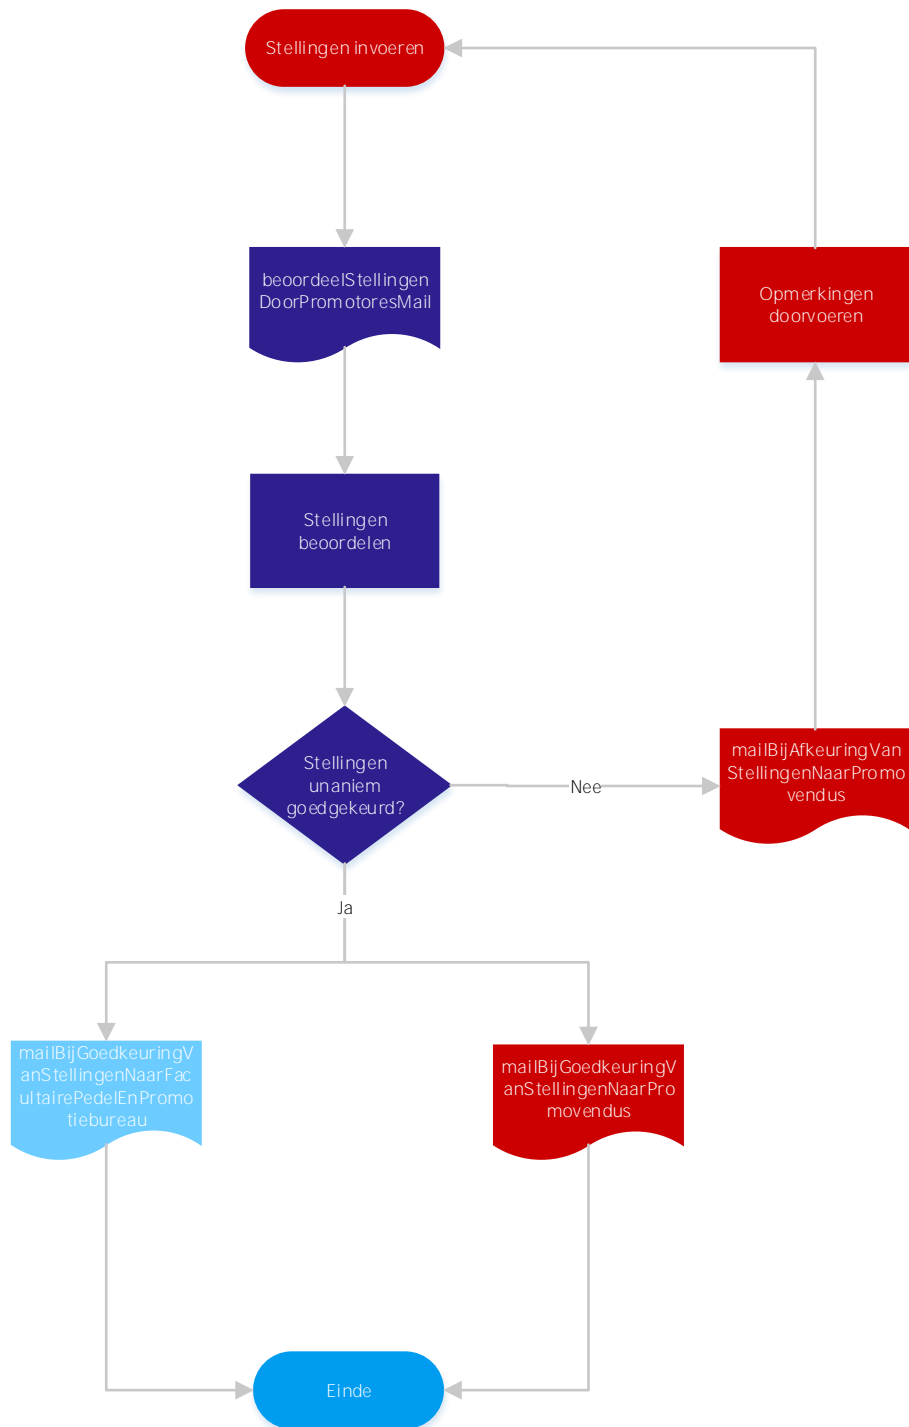 Stellingen invoeren
beoordeelStellingen
DoorPromotoresMail
Opmerkingen
doorvoeren
Stellingen
beoordelen
Stellingen
unaniem
goedgekeurd?
Nee
mailBijAfkeuringVan
StellingenNaarPromo
vendus
Ja
mailBijGoedkeuringV
anStellingenNaarFac
ultairePedelEnPromo
tiebureau
mailBijGoedkeuringV
anStellingenNaarPro
movendus
Einde